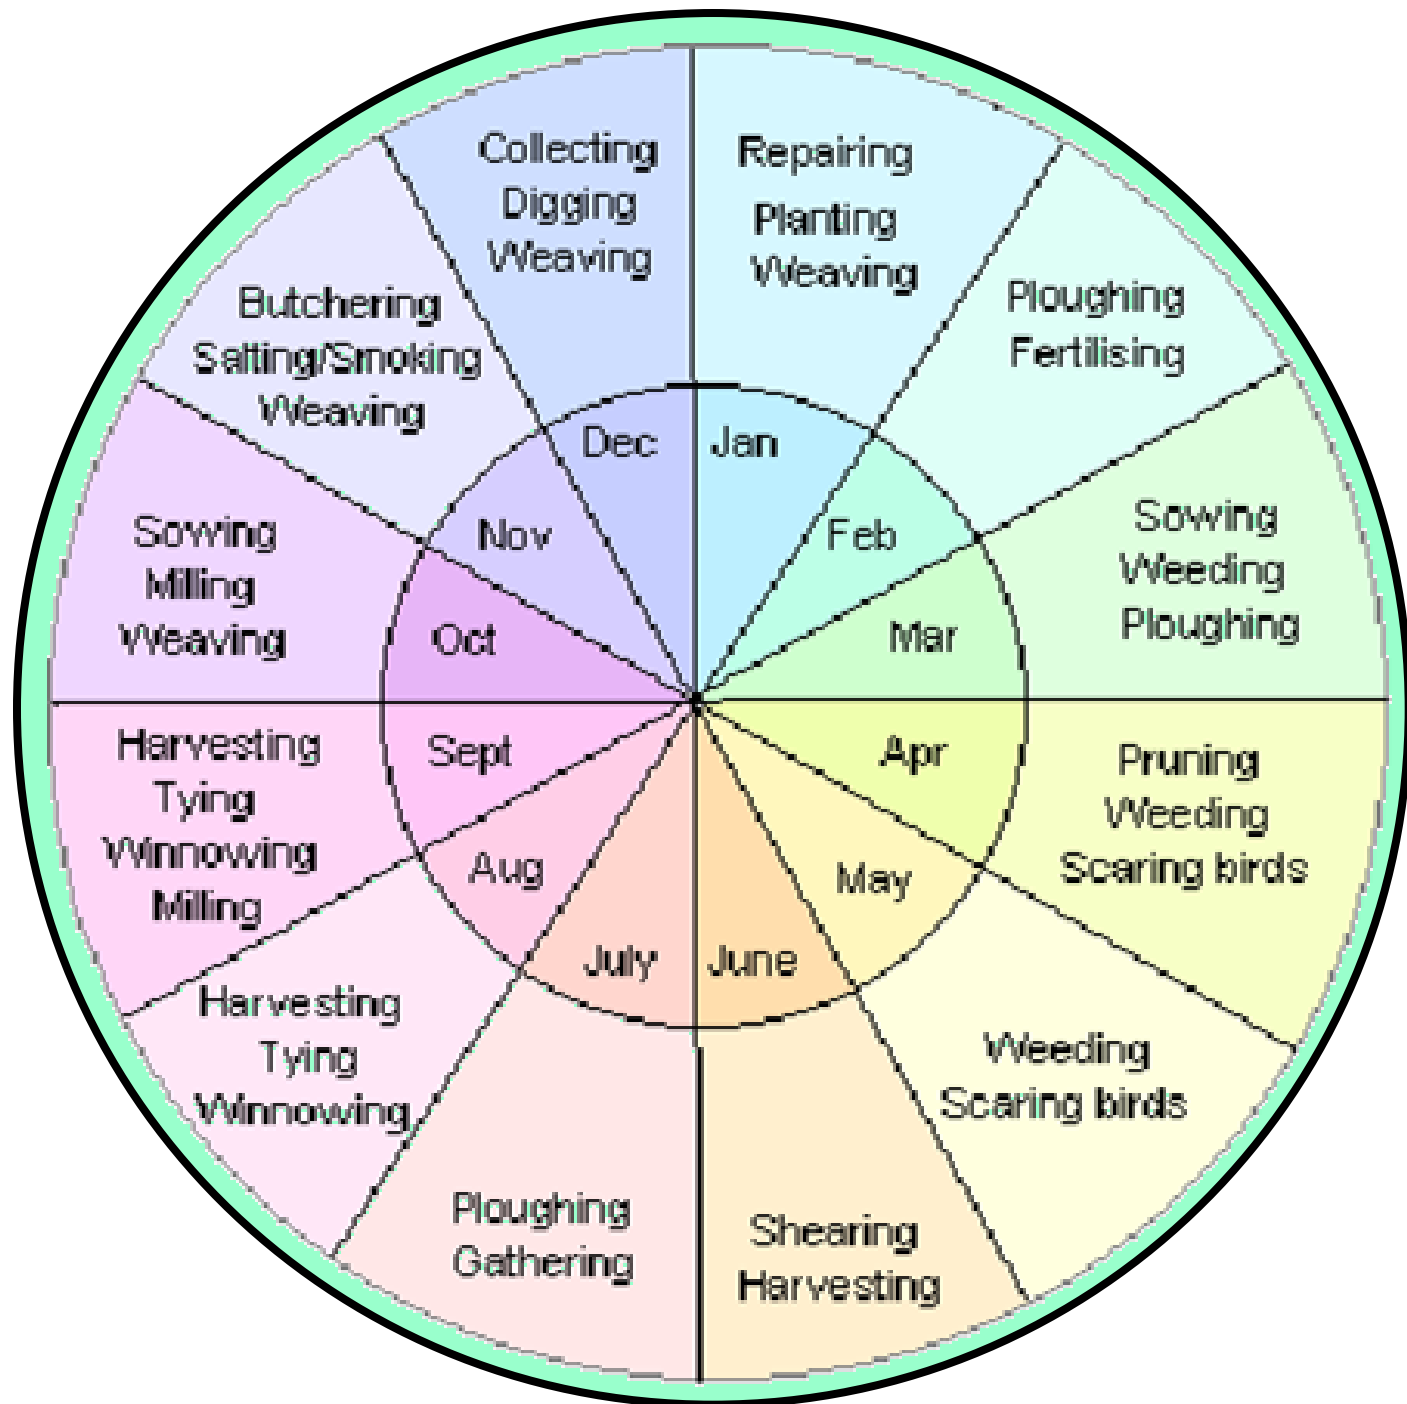 Jan
Repairing
Planting
Weaving
Feb
Ploughing
Fertilising
Mar
Sowing
Weeding
Ploughing
Apr
Pruning
Weeding
Scaring birds
May
Weeding
Scaring birds
June
Shearing
Harvesting
July
Ploughing
Gathering
Aug
Harvesting
Tying
Winnowing
Sept
Harvesting
Tying
Winnowing
Milling
Oct
Sowing
Milling
Weaving
Nov
Butchering
Salting/Smoking
Weaving
Dec
Collecting
Digging
Weaving